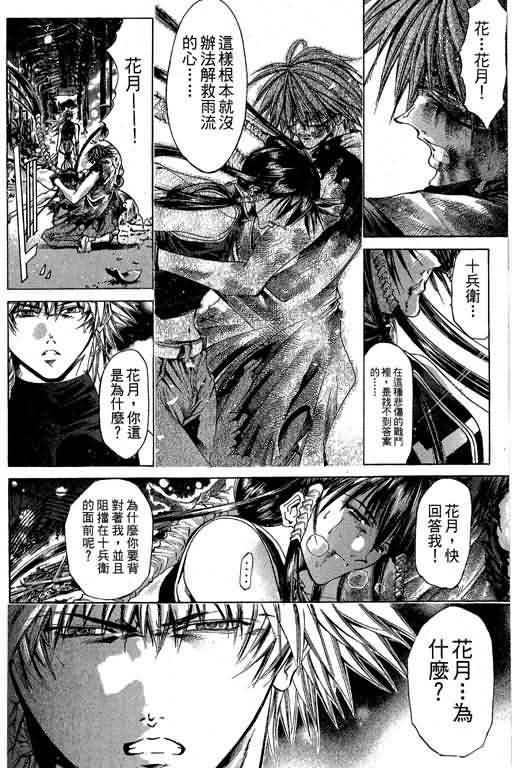 花…花月！
十兵衛…
在這種悲傷的戰鬥
裡，是找不到答案
的……
這樣根本就沒
辦法解救雨流
的心……
花月——！
花月，你這
是為什麼？
花月，快
回答我！
……
為什麼你要背
對著我，並且
阻擋在十兵衛
的面前呢？
花月…為
什麼？